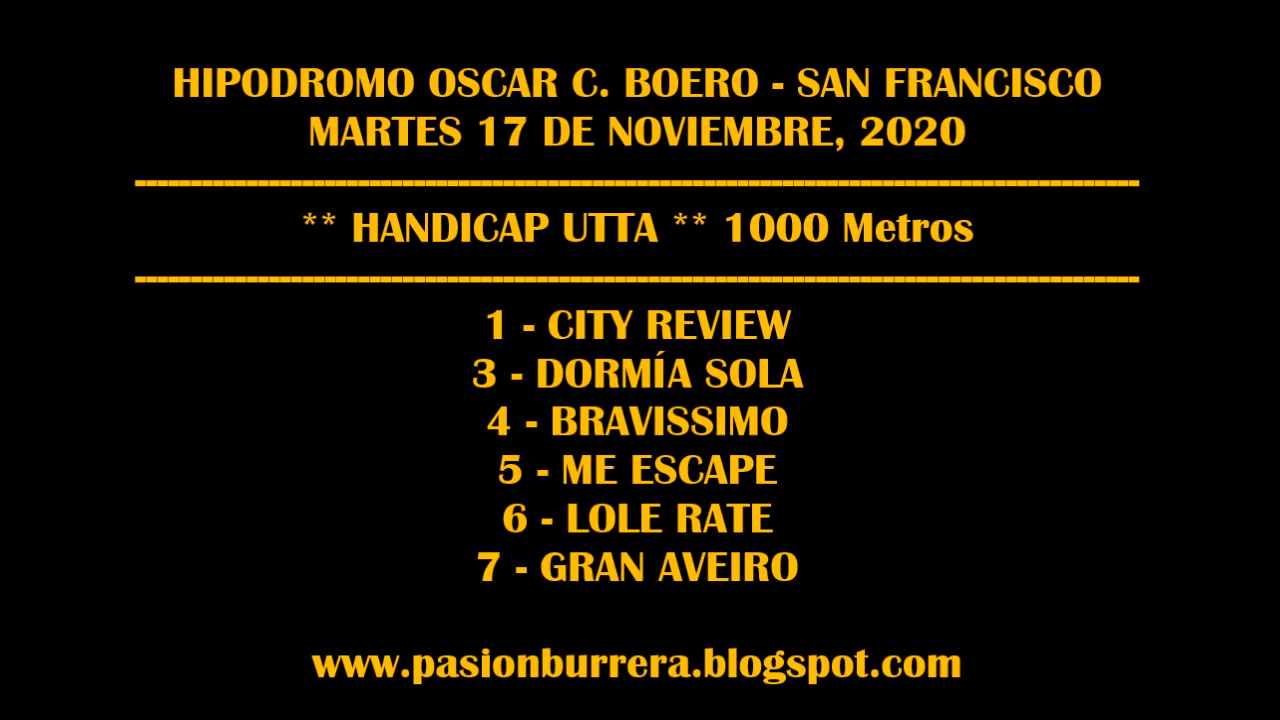 HIPODROMO OSCAR C. BOERO - SAN FRANCISCO
MARTES 17 DE NOVIEMBRE, 2020
** HANDICAP UTTA ** 1000 Metros
1 - CITY REVIEW
3 - DORMÍA SOLA
4 - BRAVISSIMO
5 - ME ESCAPE
6 - LOLE RATE
7 - GRAN AVEIRO
www.pasionburrera.blogspot.com